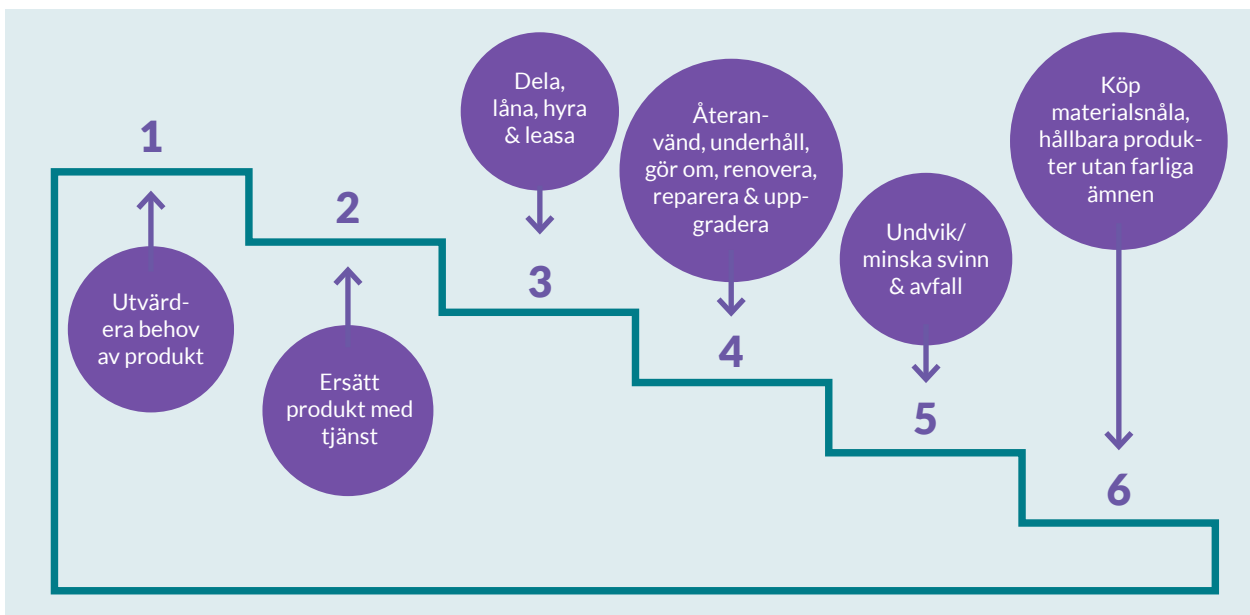 1
Utvärd-
era behov
av produkt
2
Ersätt
produkt med
tjänst
Dela,
låna, hyra
& leasa
3
Återan-
vänd, underhåll,
gör om, renovera,
reparera & upp-
gradera
4
Undvik/
minska svinn
& avfall
5
Köp
materialsnåla,
hållbara produk-
ter utan farliga
ämnen
6